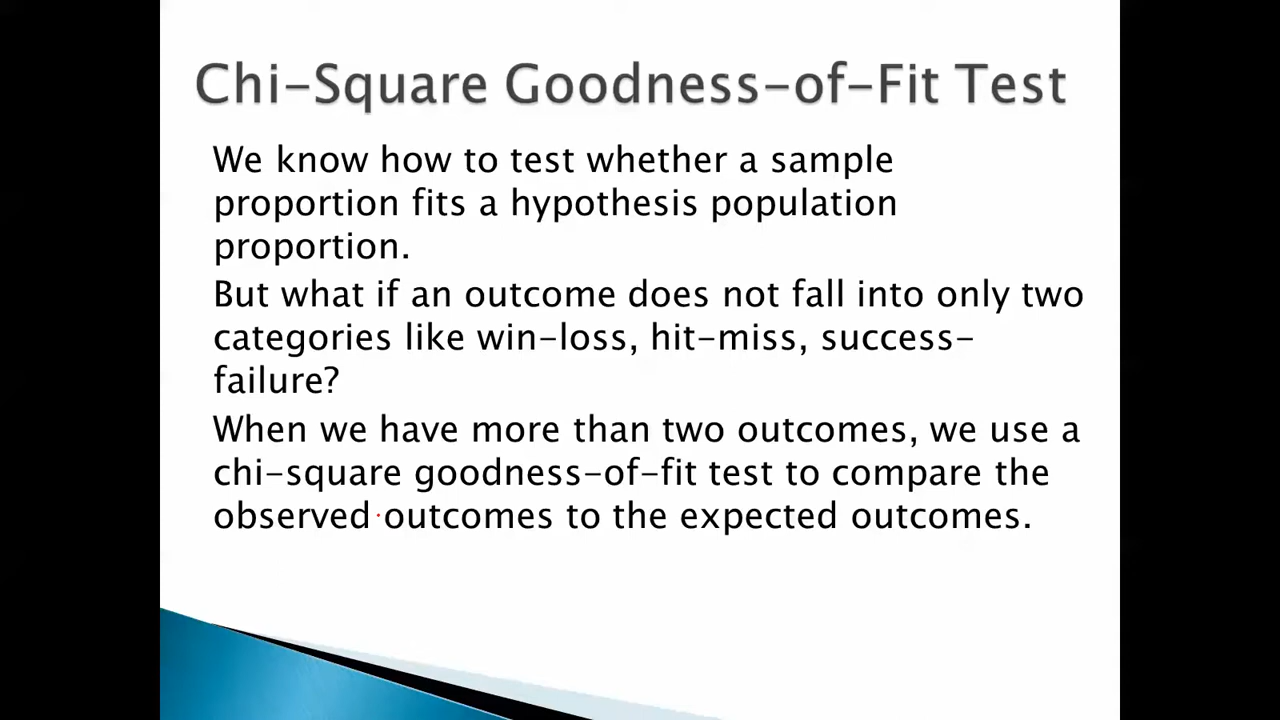 Chi-Square Goodness-of-Fit Test
We know how to test whether a sample
proportion fits a hypothesis population
proportion.
But what if an outcome does not fall into only two
categories like win-loss, hit-miss, success-
failure?
When we have more than two outcomes, we use a
chi-square goodness-of-fit test to compare the
observed outcomes to the expected outcomes.